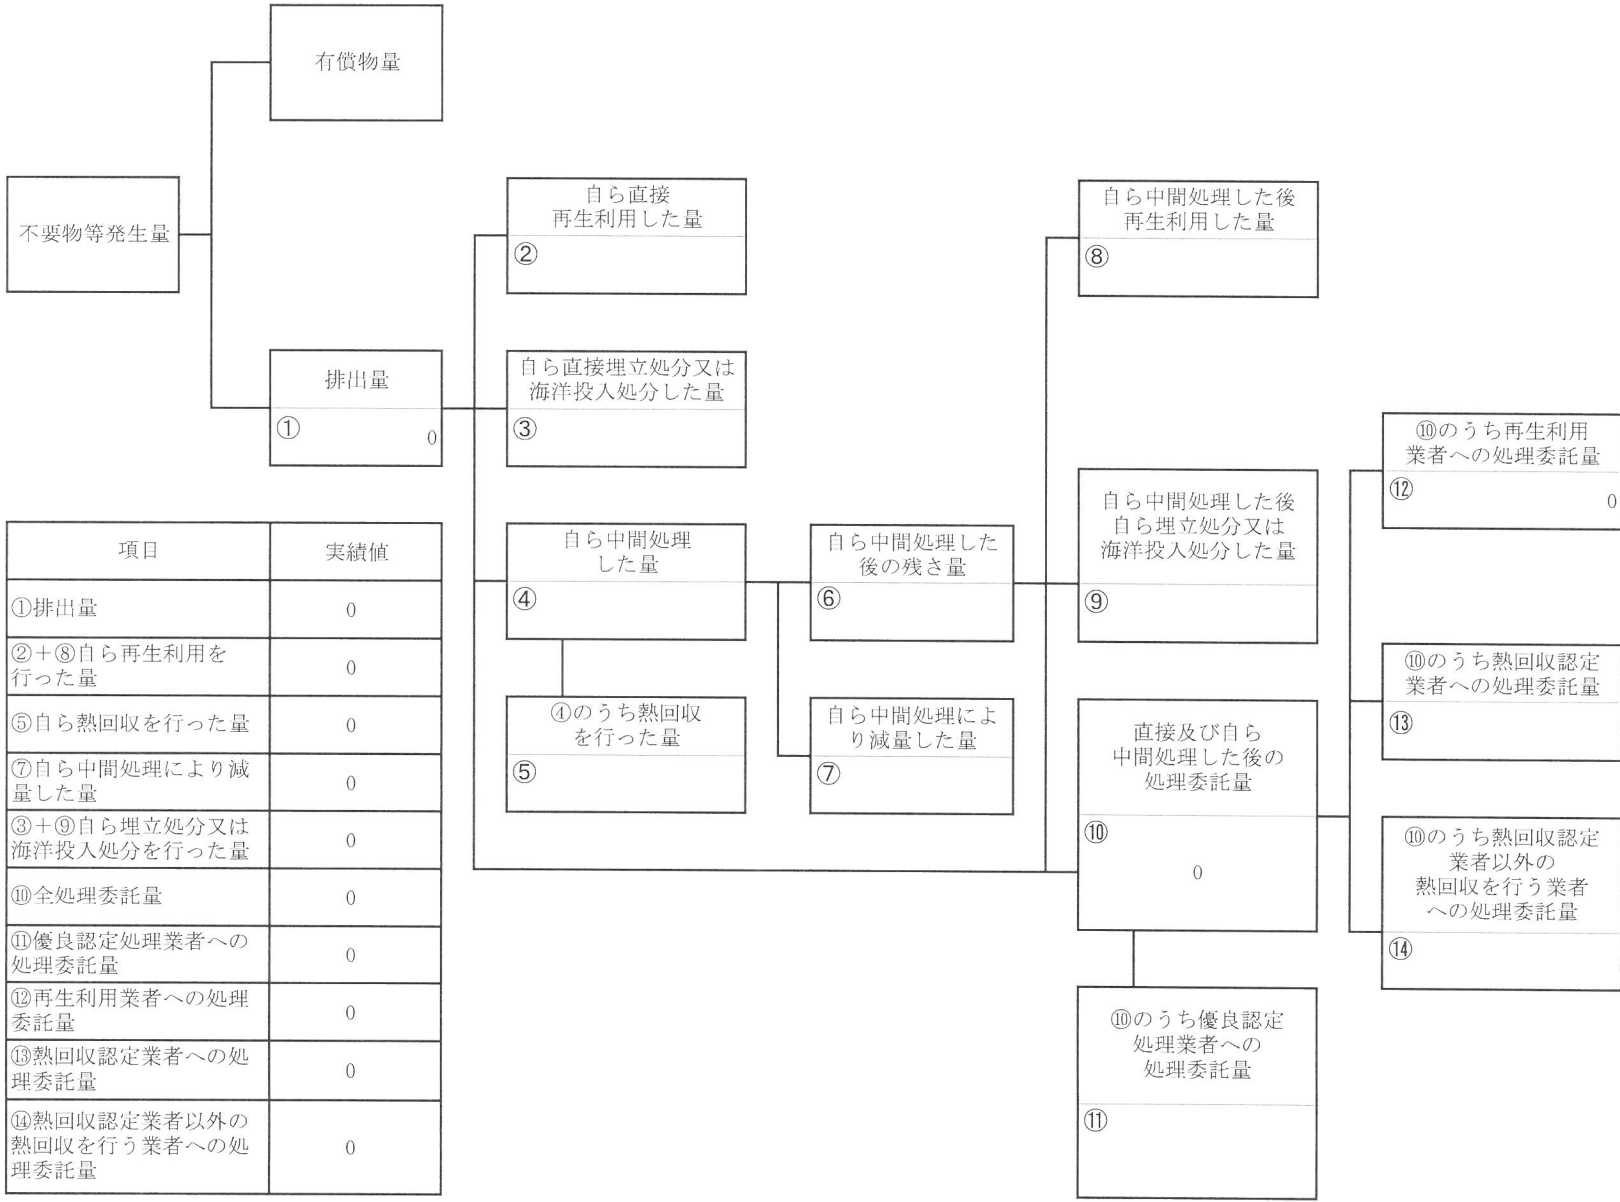 有償物量
不要物等発生量
排出量
①
0
自ら直接
再生利用した量
②
自ら直接埋立処分又は
海洋投入処分した量
③
自ら中間処理
した量
④
④のうち熱回収
を行った量
⑤
自ら中間処理した
後の残さ量
⑥
自ら中間処理によ
り減量した量
⑦
自ら中間処理した後
再生利用した量
⑧
自ら中間処理した後
自ら埋立処分又は
海洋投入処分した量
⑨
直接及び自ら
中間処理した後の
処理委託量
⑩
0
⑩のうち優良認定
処理業者への
処理委託量
⑪
⑩のうち再生利用
業者への処理委託量
⑫
0
⑩のうち熱回収認定
業者への処理委託量
⑬
⑩のうち熱回収認定
業者以外の
熱回収を行う業者
への処理委託量
⑭
項目 実績値
①排出量 0
②+⑧自ら再生利用を
行った量 0
⑤自ら熱回収を行った量 0
⑦自ら中間処理により減
量した量 0
③+⑨自ら埋立処分又は
海洋投入処分を行った量 0
⑩全処理委託量 0
⑪優良認定処理業者への
処理委託量 0
⑫再生利用業者への処理
委託量 0
⑬熱回収認定業者への処
理委託量 0
⑭熱回収認定業者以外の
熱回収を行う業者への処 0
理委託量